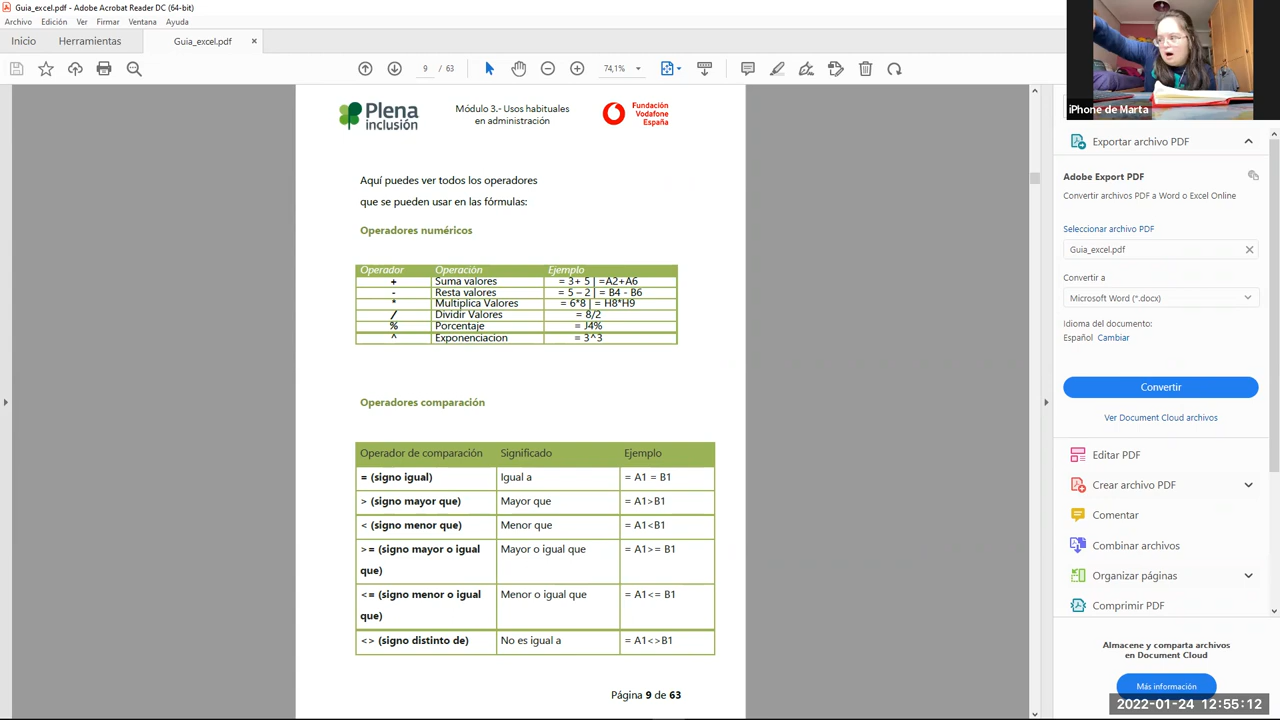 Guia_excel.pdf - Adobe Acrobat Reader DC (64-bit)
Archivo Edición Ver Firmar Ventana Ayuda
Inicio Herramientas Guia_excel.pdf ×
9 / 63 74,1%
iPhone de Marta
Plena inclusión
Módulo 3.- Usos habituales
en administración
Fundación
Vodafone
España
Aquí puedes ver todos los operadores
que se pueden usar en las fórmulas:
Operadores numéricos
Operador Operación Ejemplo
+ Suma valores = 3+ 5 | =A2+A6
- Resta valores = 5 – 2 | = B4 - B6
* Multiplica Valores = 6*8 | = H8*H9
/ Dividir Valores = 8/2
% Porcentaje = J4%
^ Exponenciacion = 3^3
Operadores comparación
Operador de comparación Significado Ejemplo
= (signo igual) Igual a = A1 = B1
> (signo mayor que) Mayor que = A1>B1
< (signo menor que) Menor que = A1<B1
>= (signo mayor o igual Mayor o igual que = A1>= B1
que)
<= (signo menor o igual Menor o igual que = A1<= B1
que)
<> (signo distinto de) No es igual a = A1<>B1
Página 9 de 63
Exportar archivo PDF
Adobe Export PDF
Convertir archivos PDF a Word o Excel Online
Seleccionar archivo PDF
Guia_excel.pdf
Convertir a
Microsoft Word (*.docx)
Idioma del documento:
Español Cambiar
Convertir
Ver Document Cloud archivos
Editar PDF
Crear archivo PDF
Comentar
Combinar archivos
Organizar páginas
Comprimir PDF
Almacene y comparta archivos
en Document Cloud
Más información
2022-01-24 12:55:12